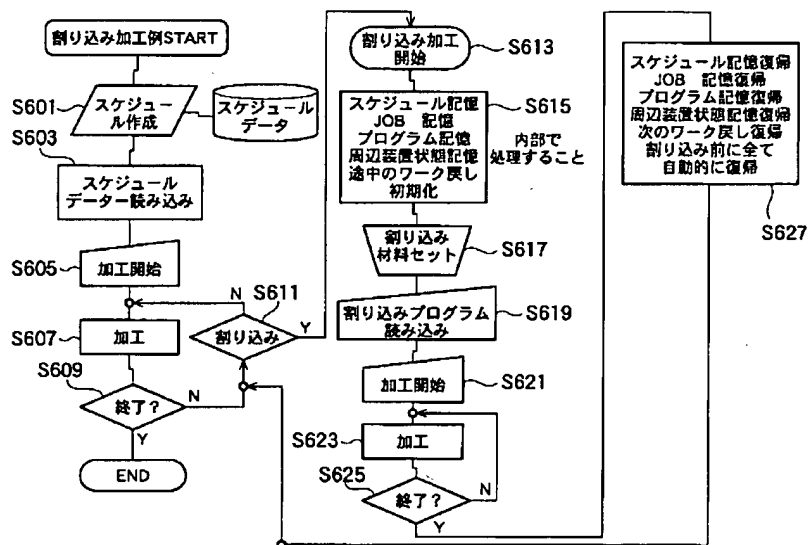 割り込み加工例START
S601
スケジュー
ル作成
スケジュール
データ
S603
スケジュール
データー読み込み
S605
加工開始
S607
加工
S609
終了?
N
Y
END
N
S611
割り込み
Y
割り込み加工
開始
S613
スケジュール記憶
JOB 記憶
プログラム記憶
周辺装置状態記憶
途中のワーク戻し
初期化
S615
内部で
処理すること
割り込み
材料セット
S617
割り込みプログラム
読み込み
S619
加工開始
S621
S623
加工
S625
終了?
N
Y
スケジュール記憶復帰
JOB 記憶復帰
プログラム記憶復帰
周辺装置状態記憶復帰
次のワーク戻し復帰
割り込み前に全て
自動的に復帰
S627